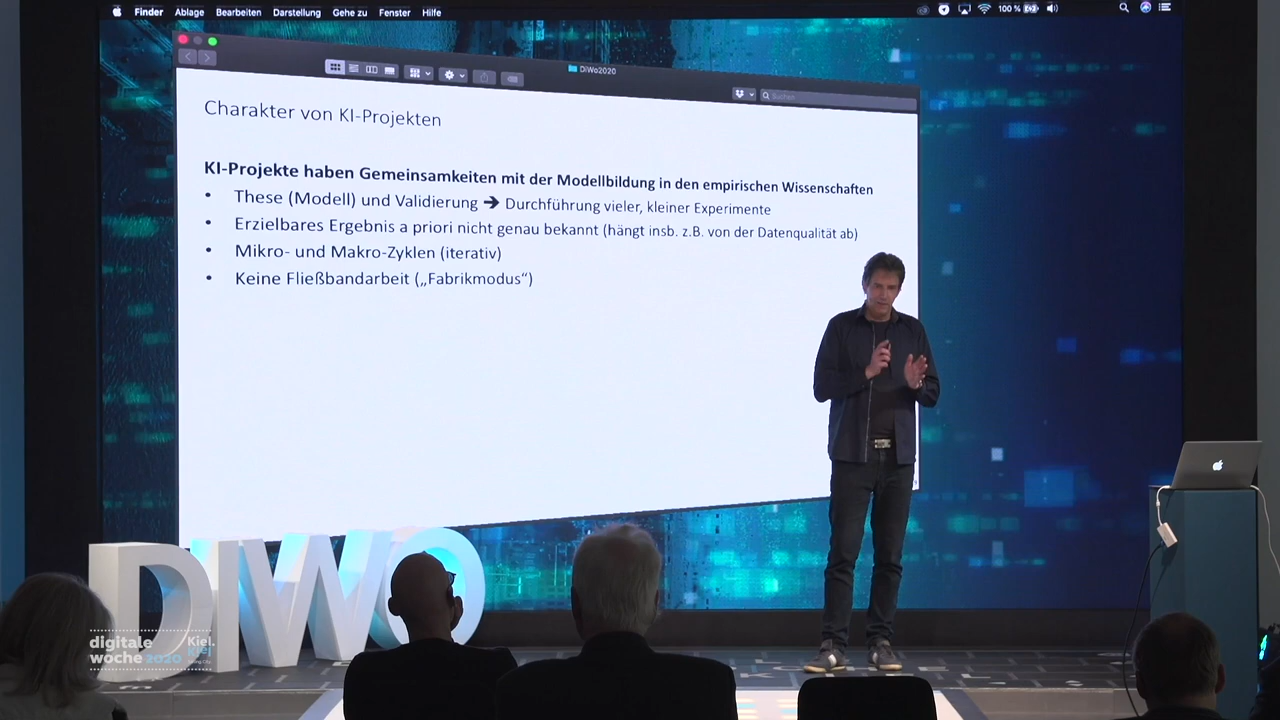 Finder Ablage Bearbeiten Darstellung Gehe zu Fenster Hilfe
100 %
DiWo2020
Suchen
Charakter von KI-Projekten
KI-Projekte haben Gemeinsamkeiten mit der Modellbildung in den empirischen Wissenschaften
• These (Modell) und Validierung ➔ Durchführung vieler, kleiner Experimente
• Erzielbares Ergebnis a priori nicht genau bekannt (hängt insb. z.B. von der Datenqualität ab)
• Mikro- und Makro-Zyklen (iterativ)
• Keine Fließbandarbeit („Fabrikmodus“)
DIWO
digitale
woche 2020
Kiel.